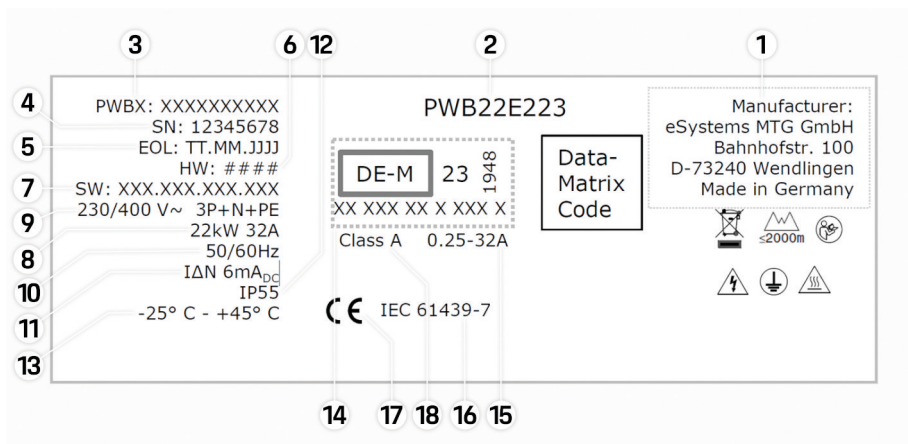 3
6
12
2
1
4
5
7
9
8
10
11
13
PWBX: XXXXXXXXXX
SN: 12345678
EOL: TT.MM.JJJJ
HW: ####
SW: XXX.XXX.XXX.XXX
230/400 V~ 3P+N+PE
22kW 32A
50/60Hz
IΔN 6mADC
IP55
-25° C - +45° C
PWB22E223
DE-M 23 1948
XX XXX XX X XXX X
Class A 0.25-32A
CE IEC 61439-7
Data-
Matrix
Code
Manufacturer:
eSystems MTG GmbH
Bahnhofstr. 100
D-73240 Wendlingen
Made in Germany
≤2000m
14
17
18
16
15